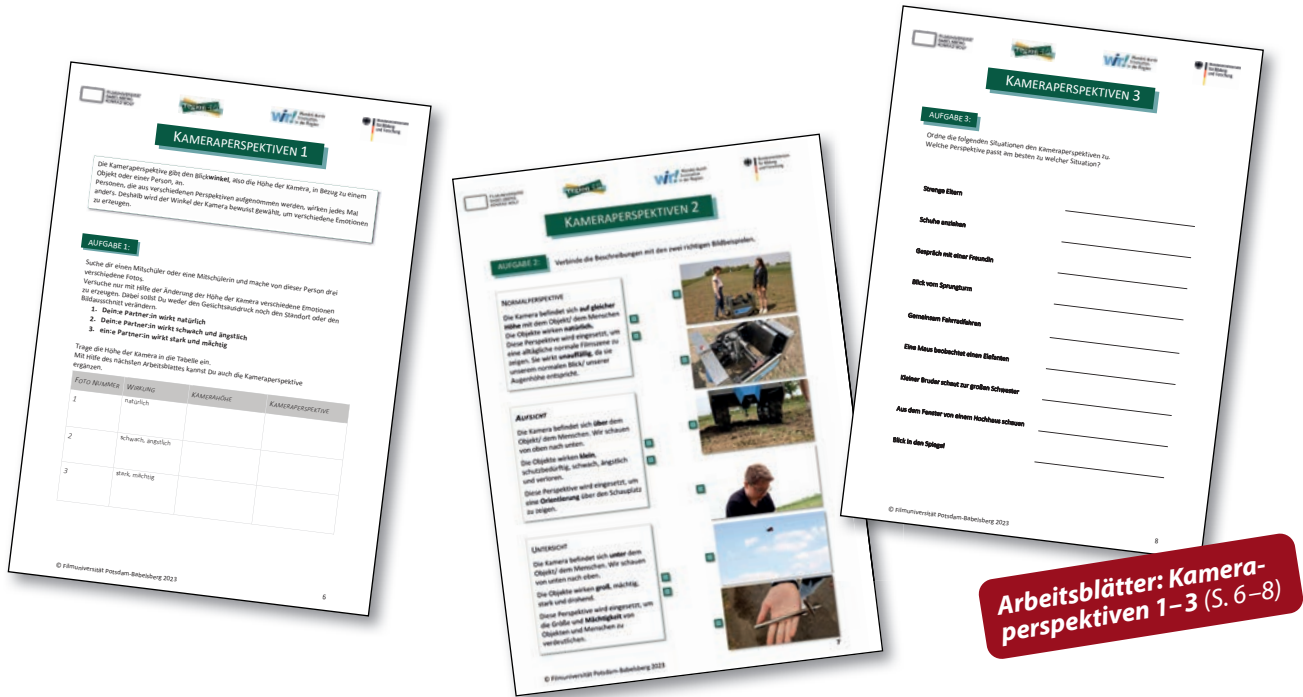 KAMERAPERSPEKTIVEN 1
Die Kameraperspektive gibt den Blickwinkel, also die Höhe der Kamera, in Bezug zu einem
Objekt oder einer Person, an.
Personen, die aus verschiedenen Perspektiven aufgenommen werden, wirken jedes Mal
anders. Deshalb wird der Winkel der Kamera bewusst gewählt, um verschiedene Emotionen
zu erzeugen.
AUFGABE 1:
Suche dir einen Mitschüler oder eine Mitschülerin und mache von dieser Person drei
verschiedene Fotos.
Versuche nur mit Hilfe der Änderung der Höhe der Kamera verschiedene Emotionen
zu erzeugen. Dabei sollst Du weder den Gesichtsausdruck noch den Standort oder den
Bildausschnitt verändern.
1. Dein:e Partner:in wirkt natürlich
2. Dein:e Partner:in wirkt schwach und ängstlich
3. ein:e Partner:in wirkt stark und mächtig
Trage die Höhe der Kamera in die Tabelle ein.
Mit Hilfe des nächsten Arbeitsblattes kannst Du auch die Kameraperspektive
ergänzen.
FOTO NUMMER WIRKUNG KAMERAHÖHE KAMERAPERSPEKTIVE
1 natürlich
2 schwach, ängstlich
3 stark, mächtig
© Filmuniversität Potsdam-Babelsberg 2023
6
KAMERAPERSPEKTIVEN 2
AUFGABE 2: Verbinde die Beschreibungen mit den zwei richtigen Bildbeispielen.
NORMALPERSPEKTIVE
Die Kamera befindet sich auf gleicher
Höhe mit dem Objekt/ dem Menschen
Die Objekte wirken natürlich.
Diese Perspektive wird eingesetzt, um
eine alltägliche normale Filmszene zu
zeigen. Sie wirkt unauffällig, da sie
unserem normalen Blick/ unserer
Augenhöhe entspricht.
AUFSICHT
Die Kamera befindet sich über dem
Objekt/ dem Menschen. Wir schauen
von oben nach unten.
Die Objekte wirken klein,
schutzbedürftig, schwach, ängstlich
und verloren.
Diese Perspektive wird eingesetzt, um
eine Orientierung über den Schauplatz
zu zeigen.
UNTERSICHT
Die Kamera befindet sich unter dem
Objekt/ dem Menschen. Wir schauen
von unten nach oben.
Die Objekte wirken groß, mächtig,
stark und drohend.
Diese Perspektive wird eingesetzt, um
die Größe und Mächtigkeit von
Objekten und Menschen zu
verdeutlichen.
© Filmuniversität Potsdam-Babelsberg 2023
7
KAMERAPERSPEKTIVEN 3
AUFGABE 3:
Ordne die folgenden Situationen den Kameraperspektiven zu.
Welche Perspektive passt am besten zu welcher Situation?
Strenge Eltern
Schuhe anziehen
Gespräch mit einer Freundin
Blick vom Sprungturm
Gemeinsam Fahrradfahren
Eine Maus beobachtet einen Elefanten
Kleiner Bruder schaut zur großen Schwester
Aus dem Fenster von einem Hochhaus schauen
Blick in den Spiegel
© Filmuniversität Potsdam-Babelsberg 2023
8
Arbeitsblätter: Kamera-
perspektiven 1–3 (S. 6–8)